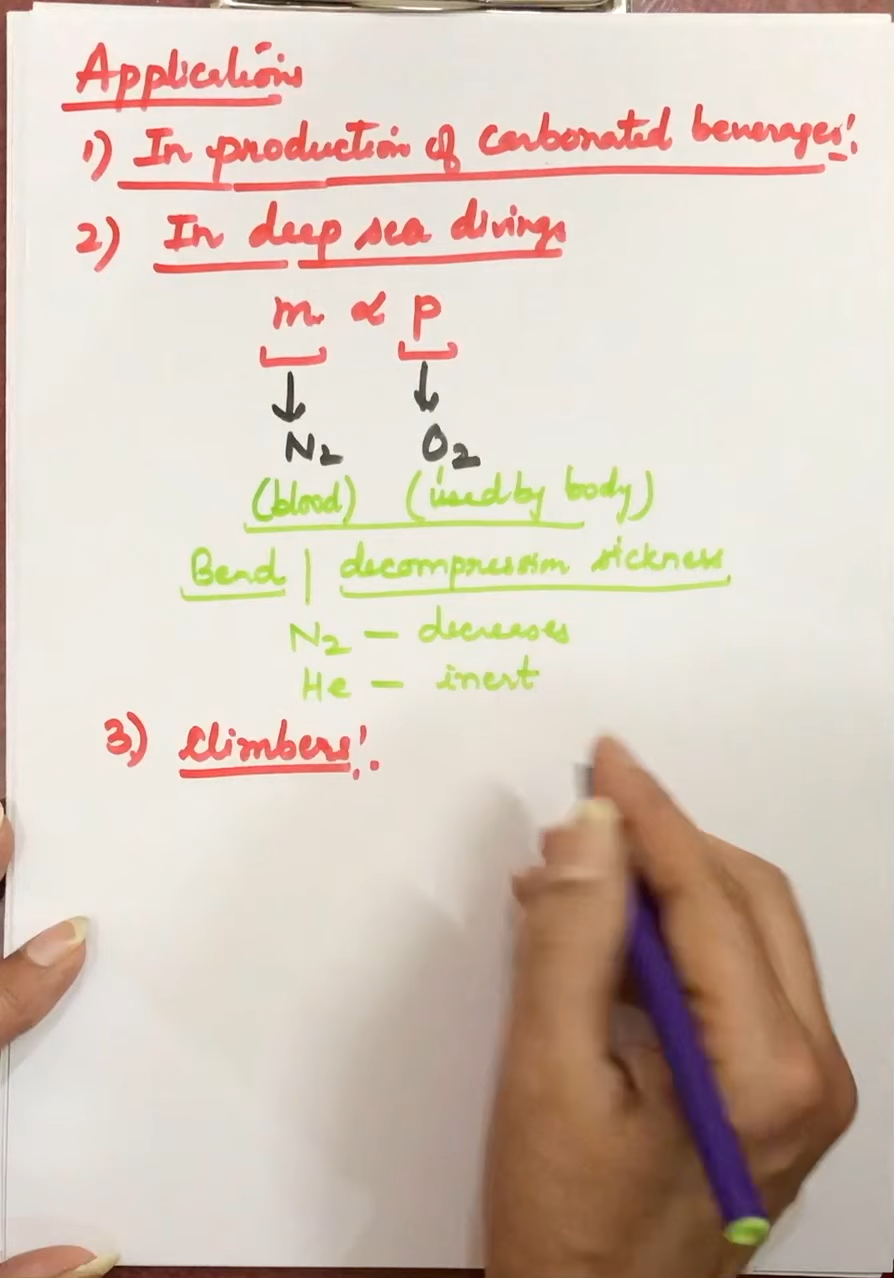 Applications
1) In production of carbonated beverages!
2) In deep sea divings
m ∝ p
↓ ↓
N₂ O₂
(blood) (used by body)
Bend | decompression sickness
N₂ — decreases
He — inert
3) Climbers!